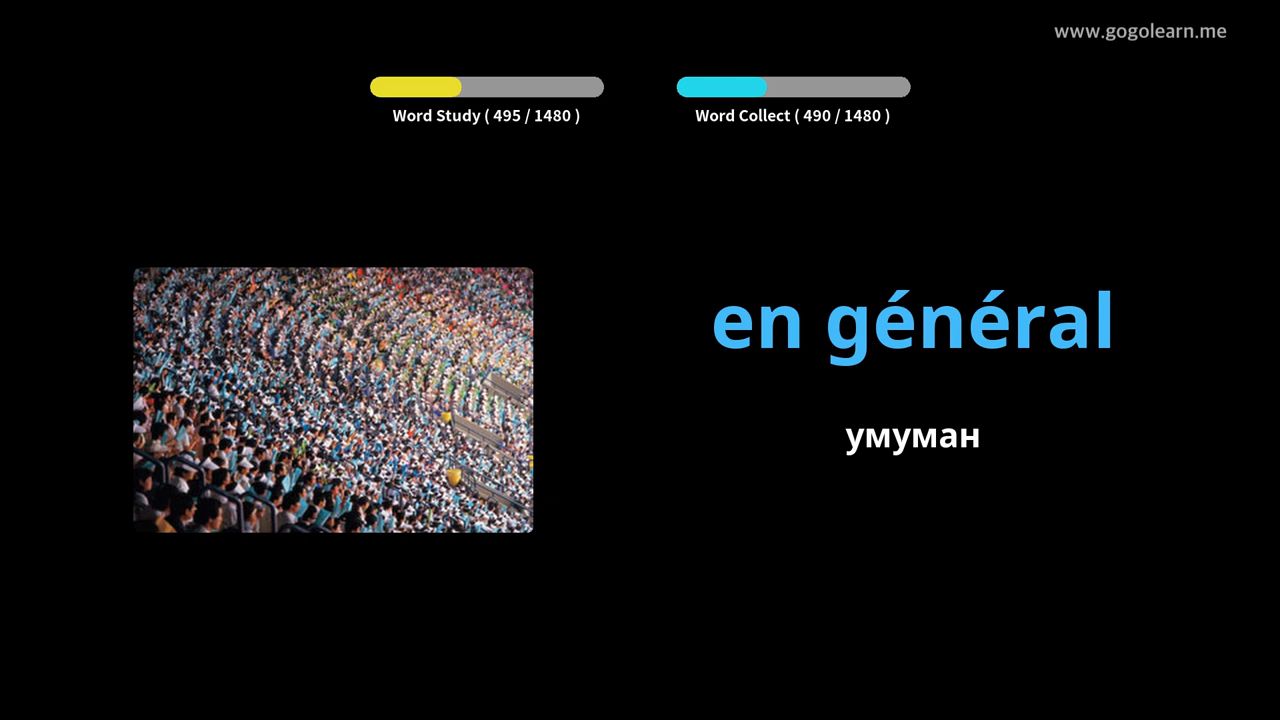 www.gogolearn.me
Word Study ( 495 / 1480 )
Word Collect ( 490 / 1480 )
en général
умуман